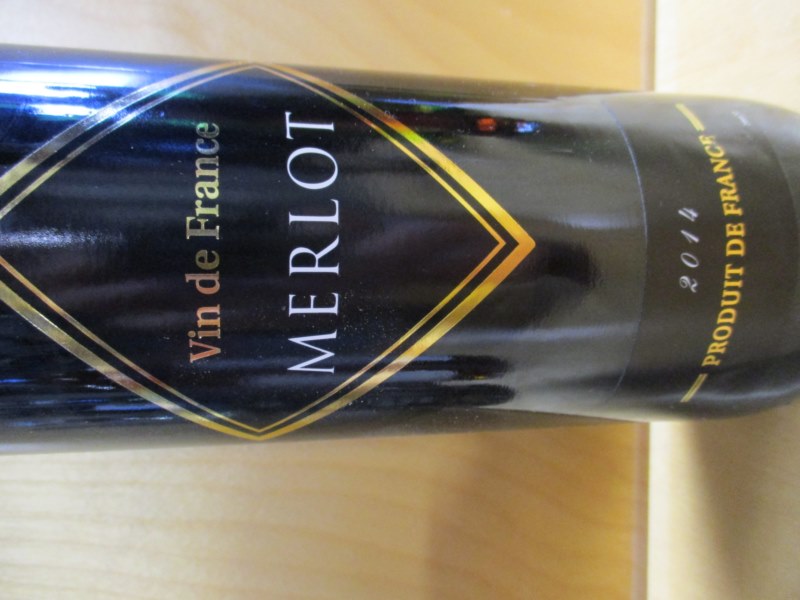 MERLOT
Vin de France
2014
PRODUIT DE FRANCE